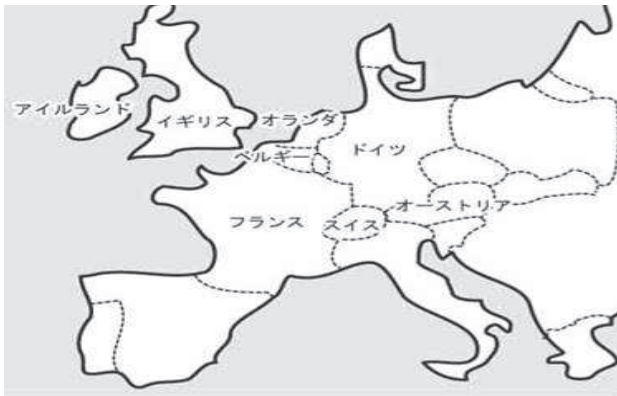 アイルランド
イギリス
オランダ
ベルギー
ドイツ
フランス
スイス
オーストリア